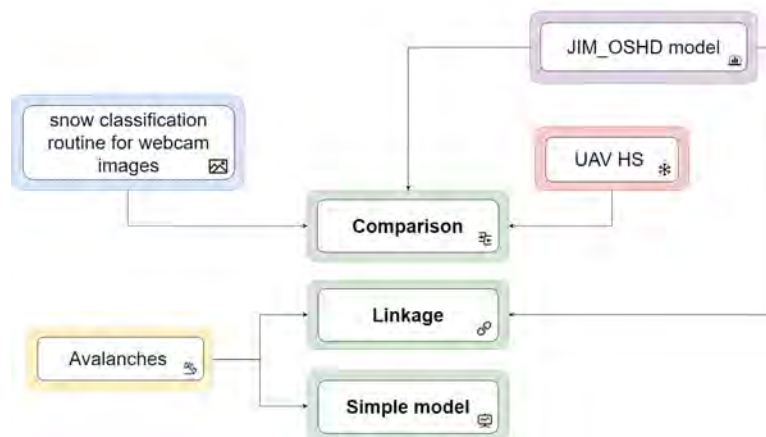 JIM_OSHD model
snow classification
routine for webcam
images
UAV HS
Comparison
Linkage
Avalanches
Simple model